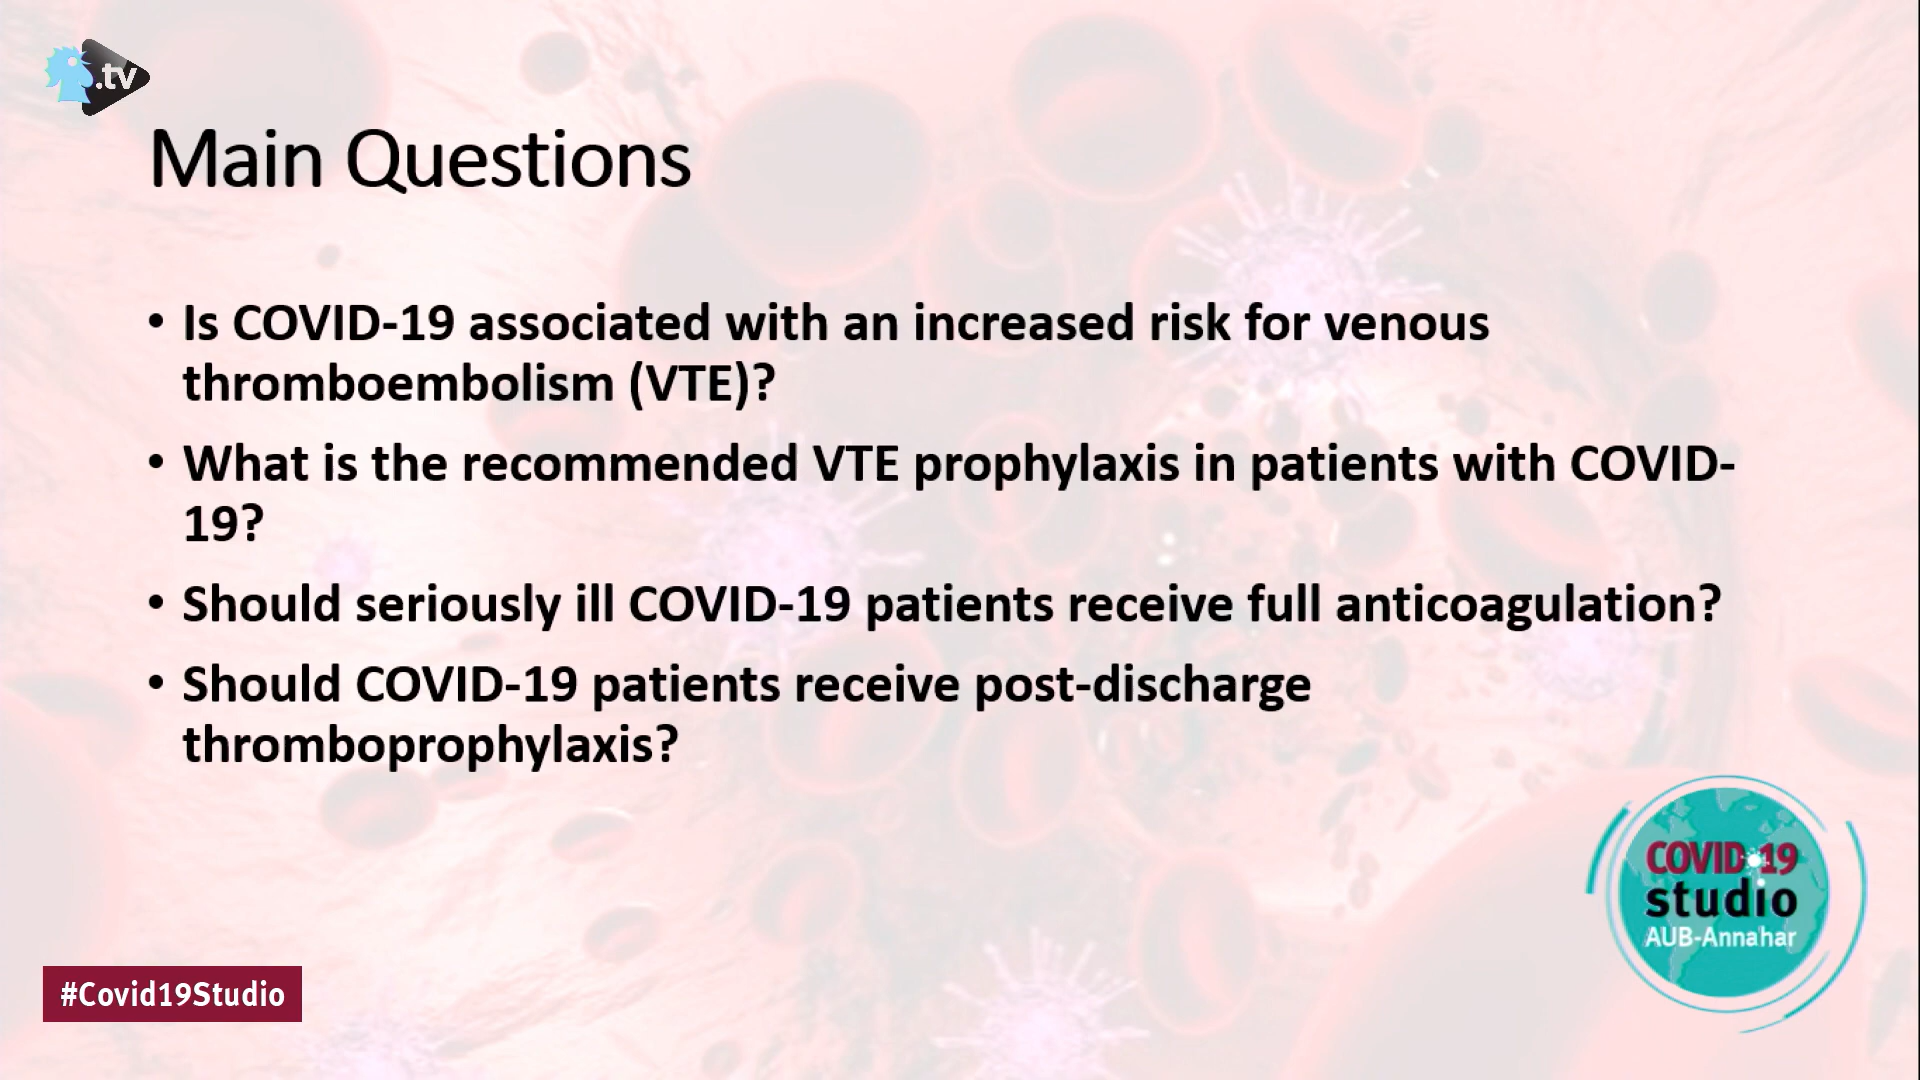 .tv
Main Questions
• Is COVID-19 associated with an increased risk for venous
thromboembolism (VTE)?
• What is the recommended VTE prophylaxis in patients with COVID-
19?
• Should seriously ill COVID-19 patients receive full anticoagulation?
• Should COVID-19 patients receive post-discharge
thromboprophylaxis?
COVID-19
studio
AUB-Annahar
#Covid19Studio